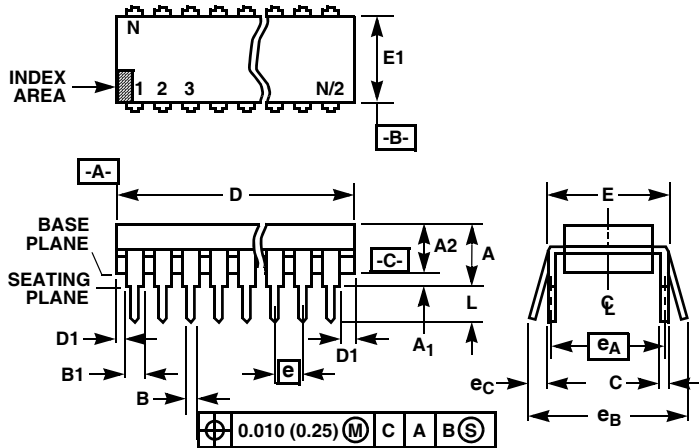 N
E1
INDEX
AREA
1 2 3 N/2
-B-
-A-
D
E
BASE
PLANE
A2
A
-C-
SEATING
PLANE
L
C
L
D1
B1
B
e
D1
A1
eA
eC
C
eB
0.010 (0.25) M C A B S